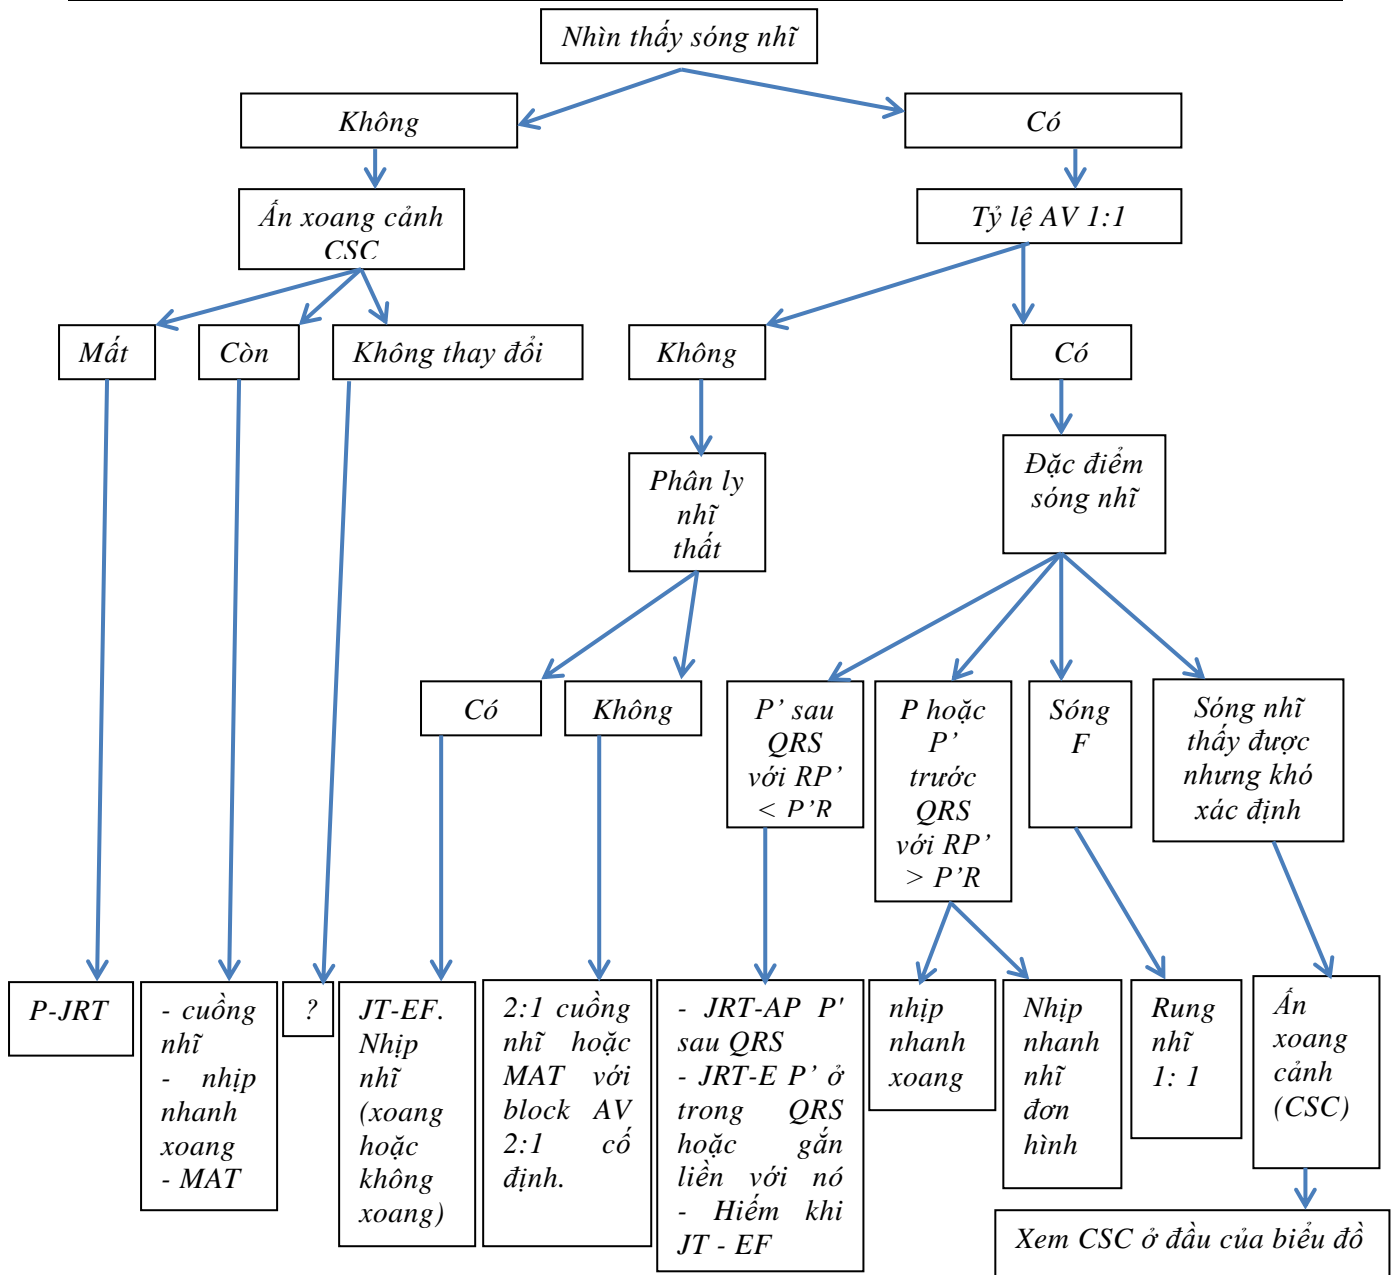 Nhìn thấy sóng nhĩ
Không
Có
Ấn xoang cảnh
CSC
Tỷ lệ AV 1:1
Mất
Còn
Không thay đổi
Không
Có
Phân ly
nhĩ
thất
Đặc điểm
sóng nhĩ
Có
Không
P' sau
QRS
với RP'
< P'R
P hoặc
P'
trước
QRS
với RP'
> P'R
Sóng
F
Sóng nhĩ
thấy được
nhưng khó
xác định
P-JRT
- cuồng
nhĩ
- nhịp
nhanh
xoang
- MAT
?
JT-EF.
Nhịp
nhĩ
(xoang
hoặc
không
xoang)
2:1 cuồng
nhĩ hoặc
MAT với
block AV
2:1 cố
định.
- JRT-AP P'
sau QRS
- JRT-E P' ở
trong QRS
hoặc gắn
liền với nó
- Hiếm khi
JT - EF
nhịp
nhanh
xoang
Nhịp
nhanh
nhĩ
đơn
hình
Rung
nhĩ
1: 1
Ấn
xoang
cảnh
(CSC)
Xem CSC ở đầu của biểu đồ